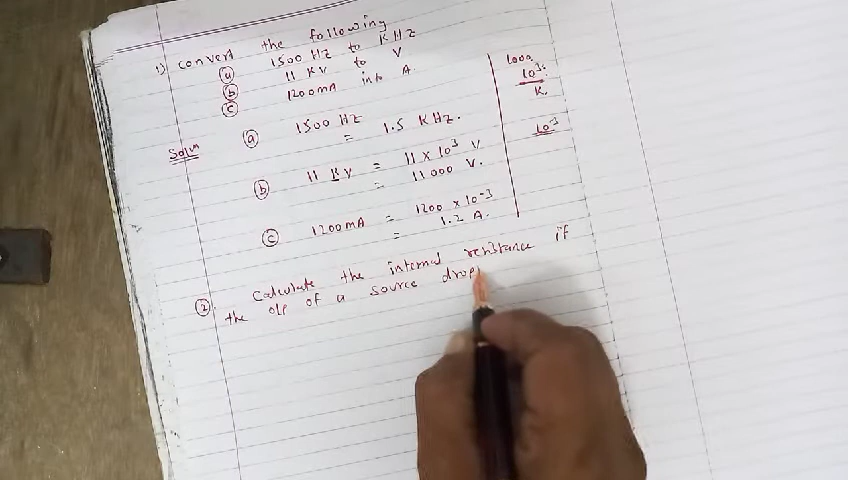 1) Convert the following
(a) 1500 HZ to KHZ
(b) 11 KV to V
(c) 1200mA into A
Soln
(a) 1500 HZ
= 1.5 KHZ.
(b) 11 KV = 11 × 10³ V
= 11000 V.
(c) 1200mA = 1200 × 10⁻³
= 1.2 A.
1000
10³
K.
10⁻³
(2) Calculate the internal resistance if
the o/p of a source drop